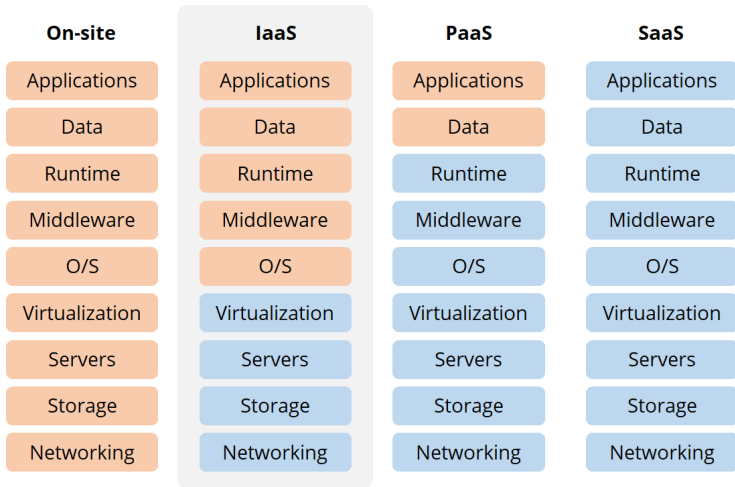 On-site IaaS PaaS SaaS
Applications Applications Applications Applications
Data Data Data Data
Runtime Runtime Runtime Runtime
Middleware Middleware Middleware Middleware
O/S O/S O/S O/S
Virtualization Virtualization Virtualization Virtualization
Servers Servers Servers Servers
Storage Storage Storage Storage
Networking Networking Networking Networking